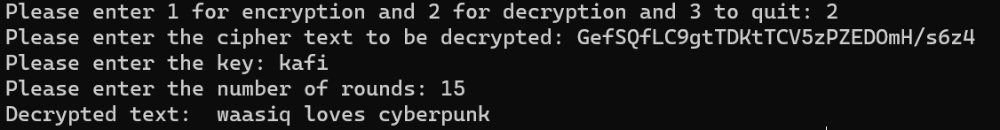 Please enter 1 for encryption and 2 for decryption and 3 to quit: 2
Please enter the cipher text to be decrypted: GefSQfLC9gtTDKtTCV5zPZEDOmH/s6z4
Please enter the key: kafi
Please enter the number of rounds: 15
Decrypted text:  waasiq loves cyberpunk